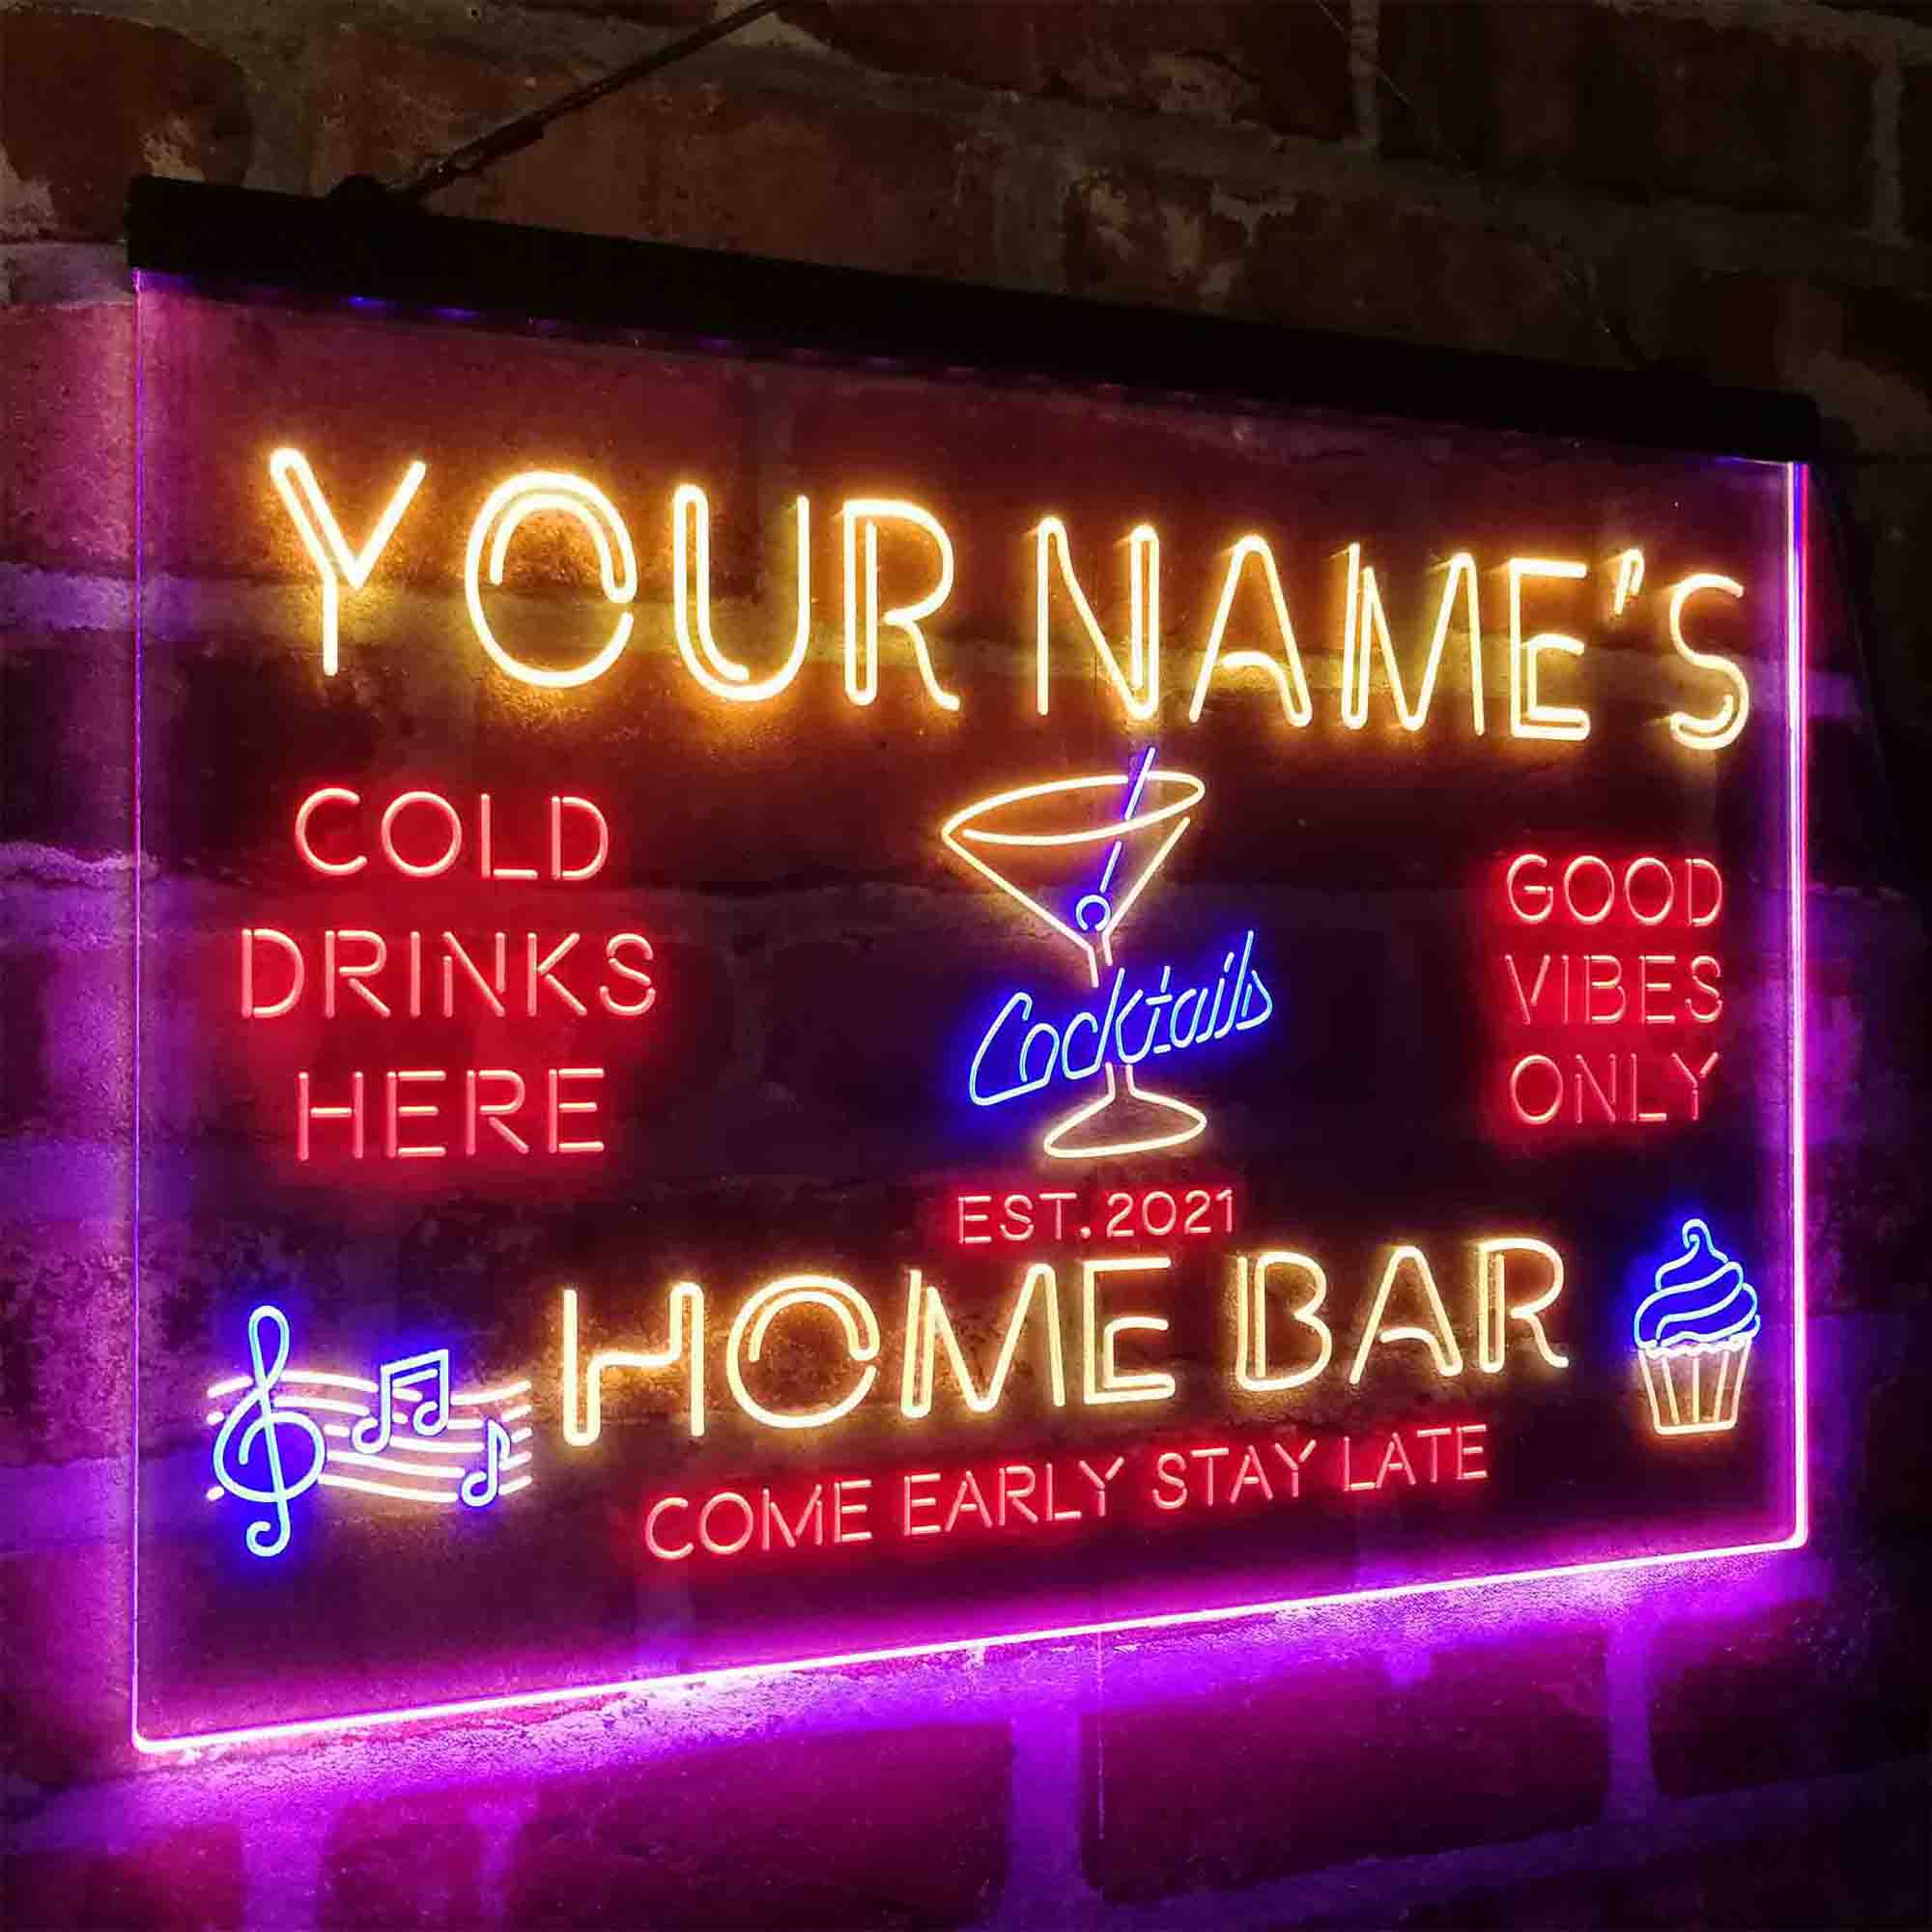 YOUR NAME'S
COLD
DRINKS
HERE
Cocktails
GOOD
VIBES
ONLY
EST. 2021
HOME BAR
COME EARLY STAY LATE